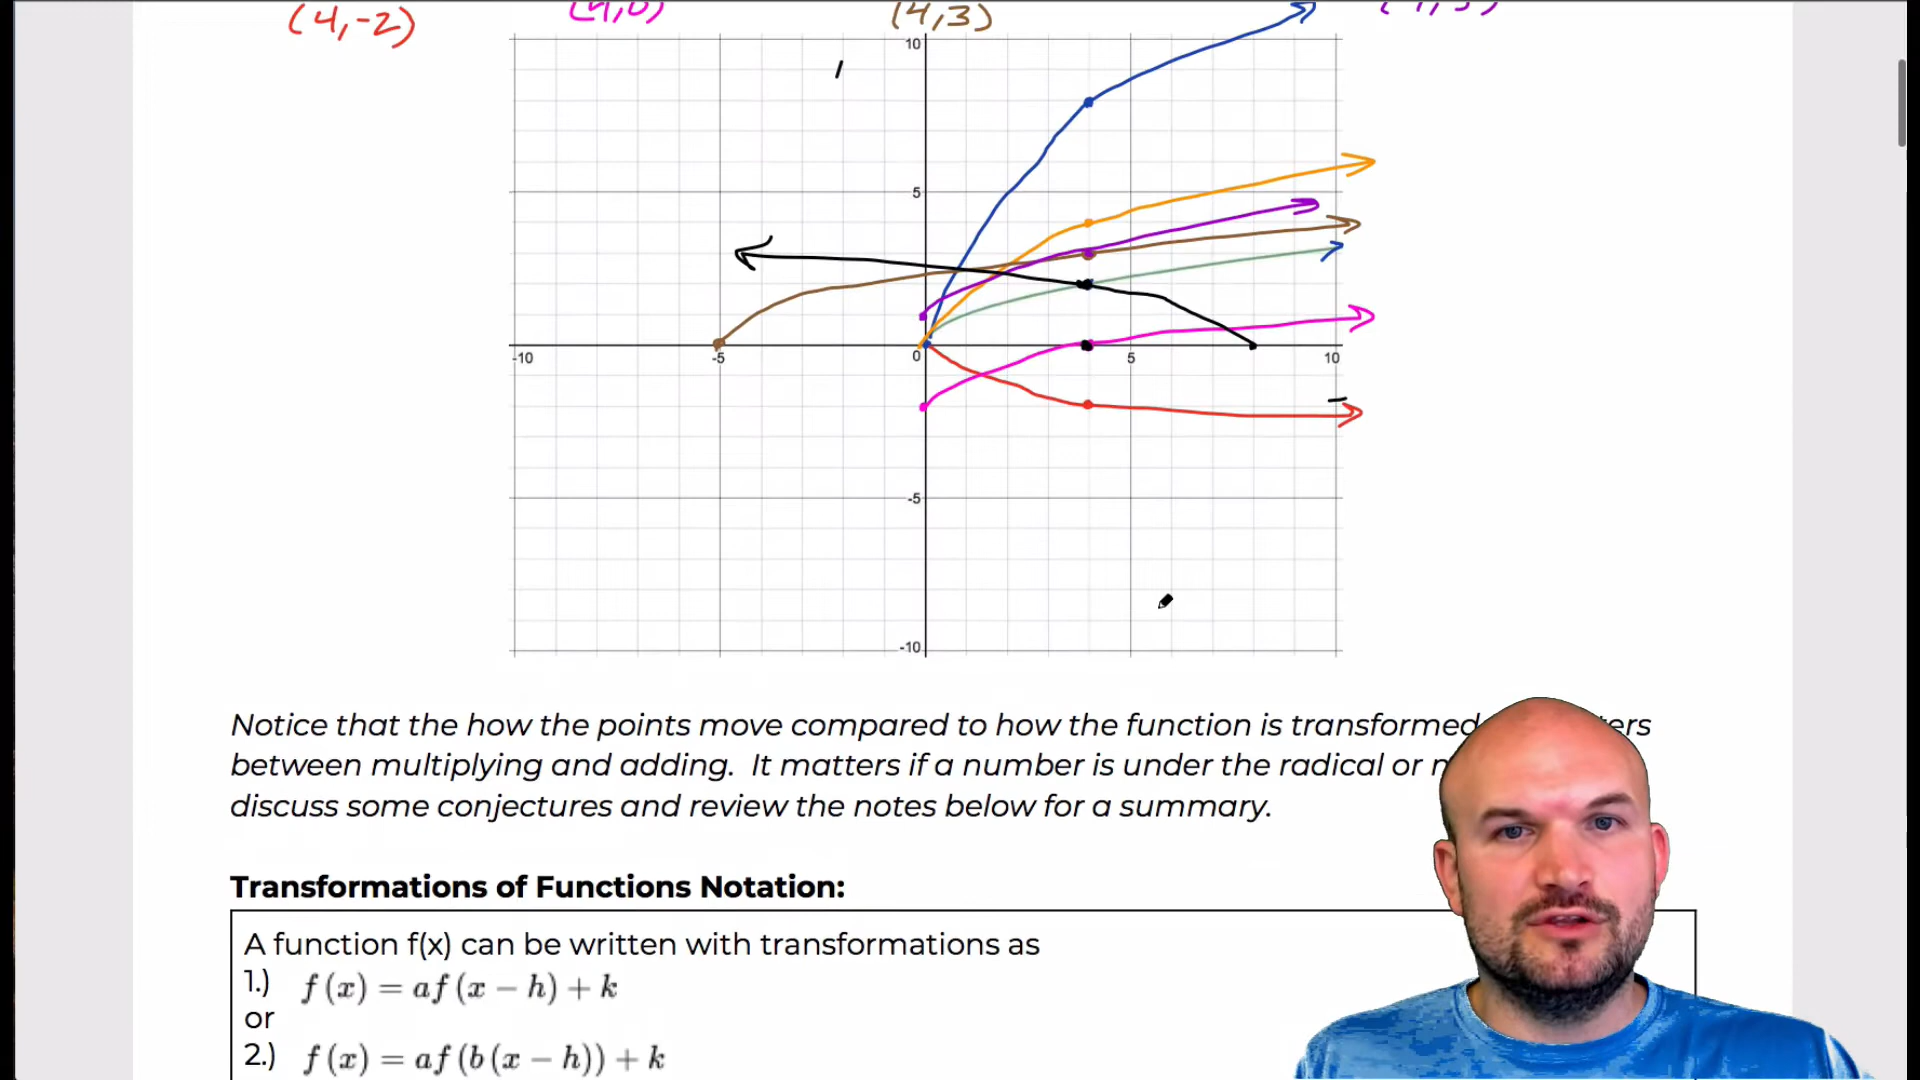 (4,-2) (4,0) (4,3)
10
5
-10 -5 0 5 10
-5
-10
Notice that the how the points move compared to how the function is transformed
between multiplying and adding. It matters if a number is under the radical or
discuss some conjectures and review the notes below for a summary.
Transformations of Functions Notation:
A function f(x) can be written with transformations as
1.) f(x) = af(x − h) + k
or
2.) f(x) = af(b(x − h)) + k